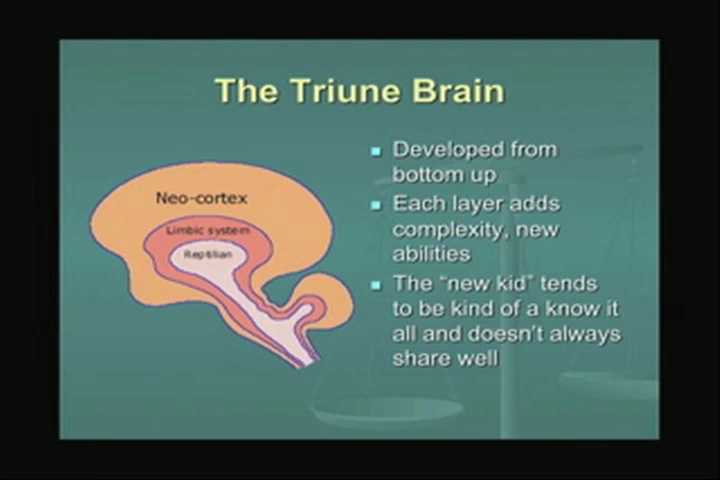 The Triune Brain
Neo-cortex
Limbic system
Reptilian
Developed from
bottom up
Each layer adds
complexity, new
abilities
The “new kid” tends
to be kind of a know it
all and doesn’t always
share well